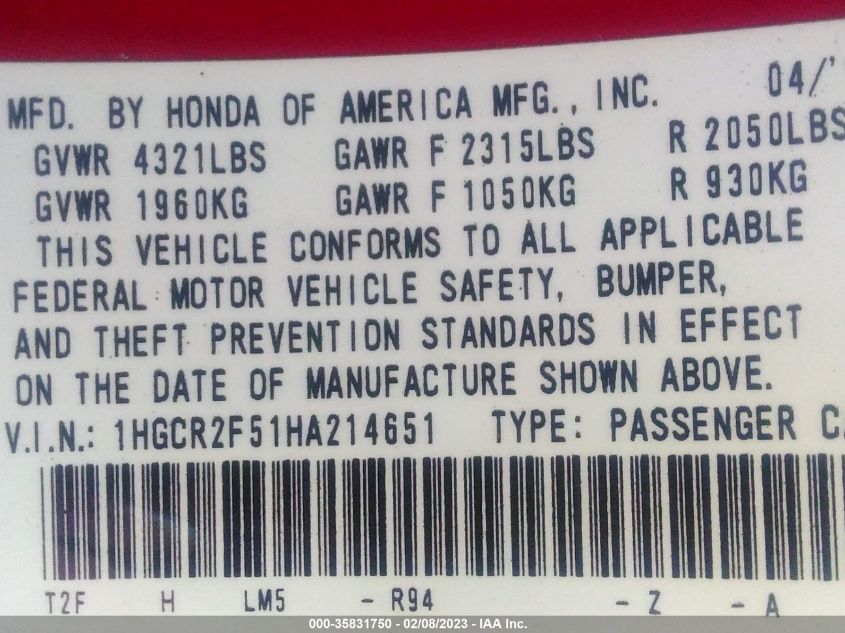 MFD. BY HONDA OF AMERICA MFG., INC. 04/'
GVWR 4321LBS GAWR F 2315LBS R 2050LBS
GVWR 1960KG GAWR F 1050KG R 930KG
THIS VEHICLE CONFORMS TO ALL APPLICABLE
FEDERAL MOTOR VEHICLE SAFETY, BUMPER,
AND THEFT PREVENTION STANDARDS IN EFFECT
ON THE DATE OF MANUFACTURE SHOWN ABOVE.
V.I.N.: 1HGCR2F51HA214651 TYPE: PASSENGER
T2F H LM5 - R94 - Z - A
000-35831750 - 02/08/2023 - IAA Inc.